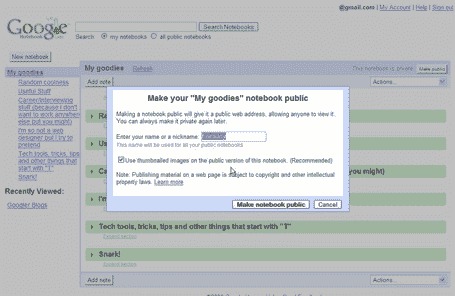 @gmail.com | My Account | Help | Sign out
Google
Notebook
Search Notebooks
Search my notebooks all public notebooks
New notebook
My goodies
Random coolness
Useful Stuff
Career/interviewing
stuff (because I don't
want to work anywhere
else but you might)
I'm so not a web
designer but I try to
pretend
Tech tools, tricks, tips
and other things that
start with "T"
Snark!
Recently Viewed:
Googler Blogs
My goodies Refresh
This notebook is private Make public
Add note
Actions...
Make your "My goodies" notebook public
Making a notebook public will give it a public web address, allowing anyone to view it.
You can always make it private again later.
Enter your name or a nickname:
This name will be used for all your public notebooks
Use thumbnailed images on the public version of this notebook. (Recommended)
Note: Publishing material on a web page is subject to copyright and other intellectual
property laws. Learn more
Make notebook public Cancel
Ra
Us
Ca
you might)
I'm
Tech tools, tricks, tips and other things that start with "T"
Snark!
Add note
Actions...